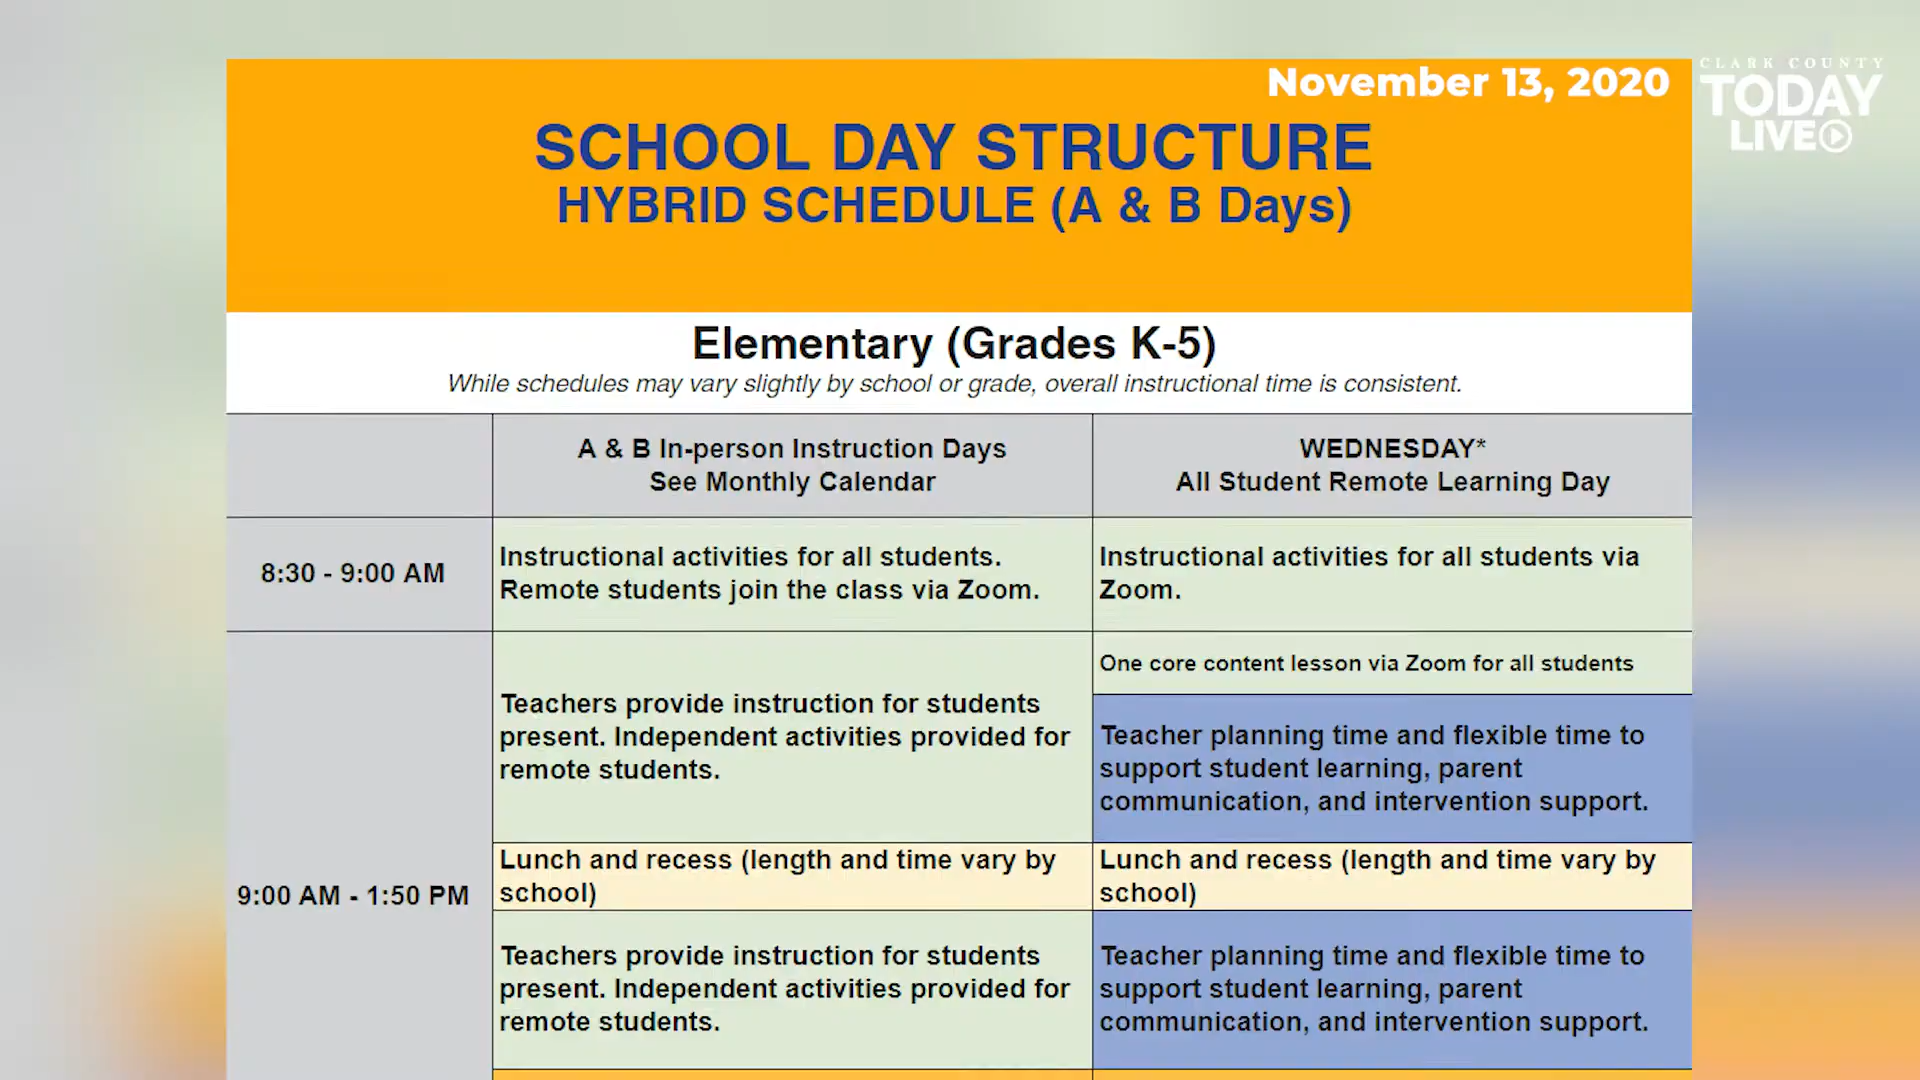 November 13, 2020
CLARK COUNTY
TODAY
LIVE
SCHOOL DAY STRUCTURE
HYBRID SCHEDULE (A & B Days)
Elementary (Grades K-5)
While schedules may vary slightly by school or grade, overall instructional time is consistent.
A & B In-person Instruction Days
See Monthly Calendar
WEDNESDAY*
All Student Remote Learning Day
8:30 - 9:00 AM
Instructional activities for all students.
Remote students join the class via Zoom.
Instructional activities for all students via
Zoom.
9:00 AM - 1:50 PM
Teachers provide instruction for students
present. Independent activities provided for
remote students.
One core content lesson via Zoom for all students
Teacher planning time and flexible time to
support student learning, parent
communication, and intervention support.
Lunch and recess (length and time vary by
school)
Lunch and recess (length and time vary by
school)
Teachers provide instruction for students
present. Independent activities provided for
remote students.
Teacher planning time and flexible time to
support student learning, parent
communication, and intervention support.